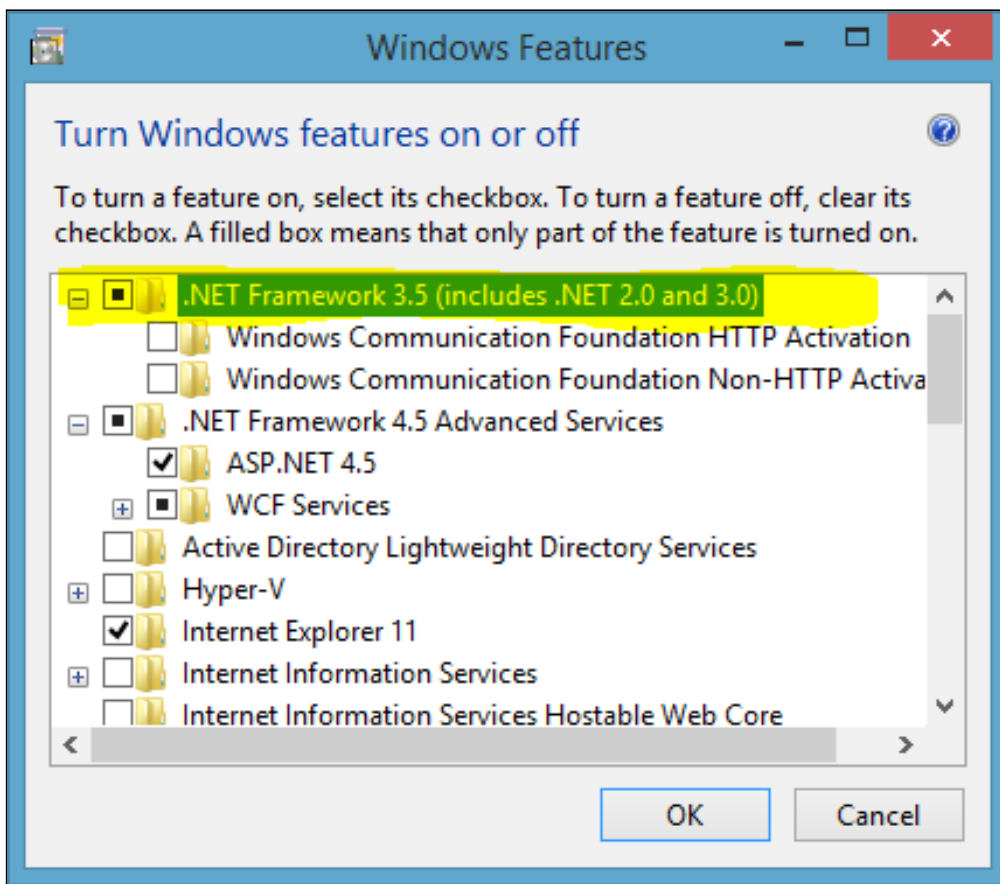 Windows Features
Turn Windows features on or off
To turn a feature on, select its checkbox. To turn a feature off, clear its
checkbox. A filled box means that only part of the feature is turned on.
.NET Framework 3.5 (includes .NET 2.0 and 3.0)
Windows Communication Foundation HTTP Activation
Windows Communication Foundation Non-HTTP Activa
.NET Framework 4.5 Advanced Services
ASP.NET 4.5
WCF Services
Active Directory Lightweight Directory Services
Hyper-V
Internet Explorer 11
Internet Information Services
Internet Information Services Hostable Web Core
OK
Cancel